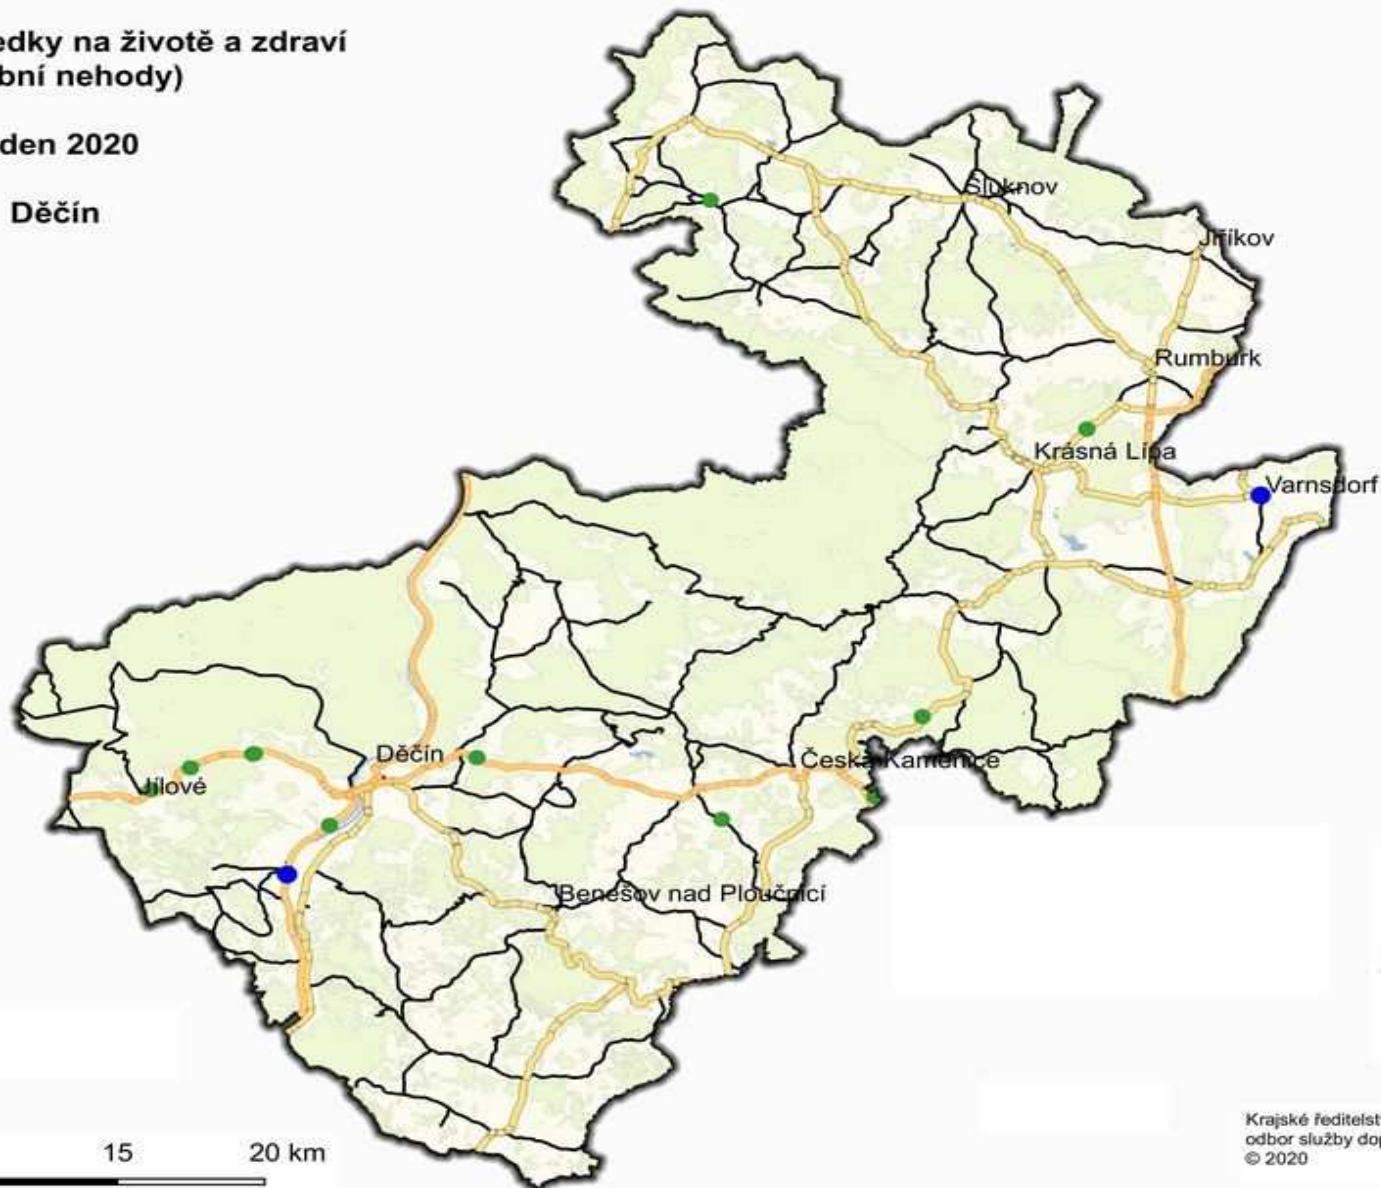 edky na životě a zdraví
bní nehody)
den 2020
Děčín
Šluknov
Jiříkov
Rumburk
Krásná Lípa
Varnsdorf
Děčín
Česká Kamenice
Jílové
Benešov nad Ploučnicí
15 20 km
Krajské ředitelst
odbor služby dop
© 2020